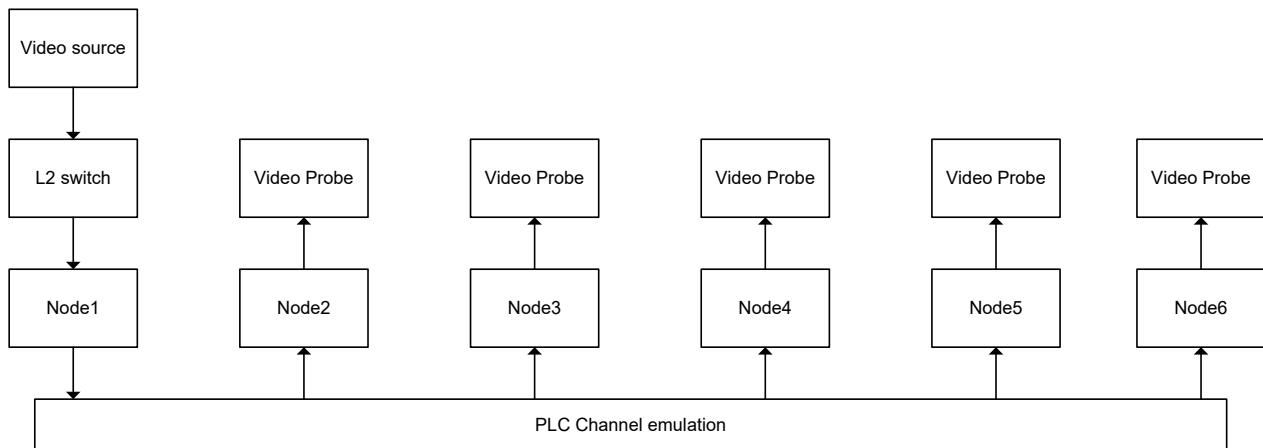 Video source
L2 switch
Video Probe
Video Probe
Video Probe
Video Probe
Video Probe
Node1
Node2
Node3
Node4
Node5
Node6
PLC Channel emulation